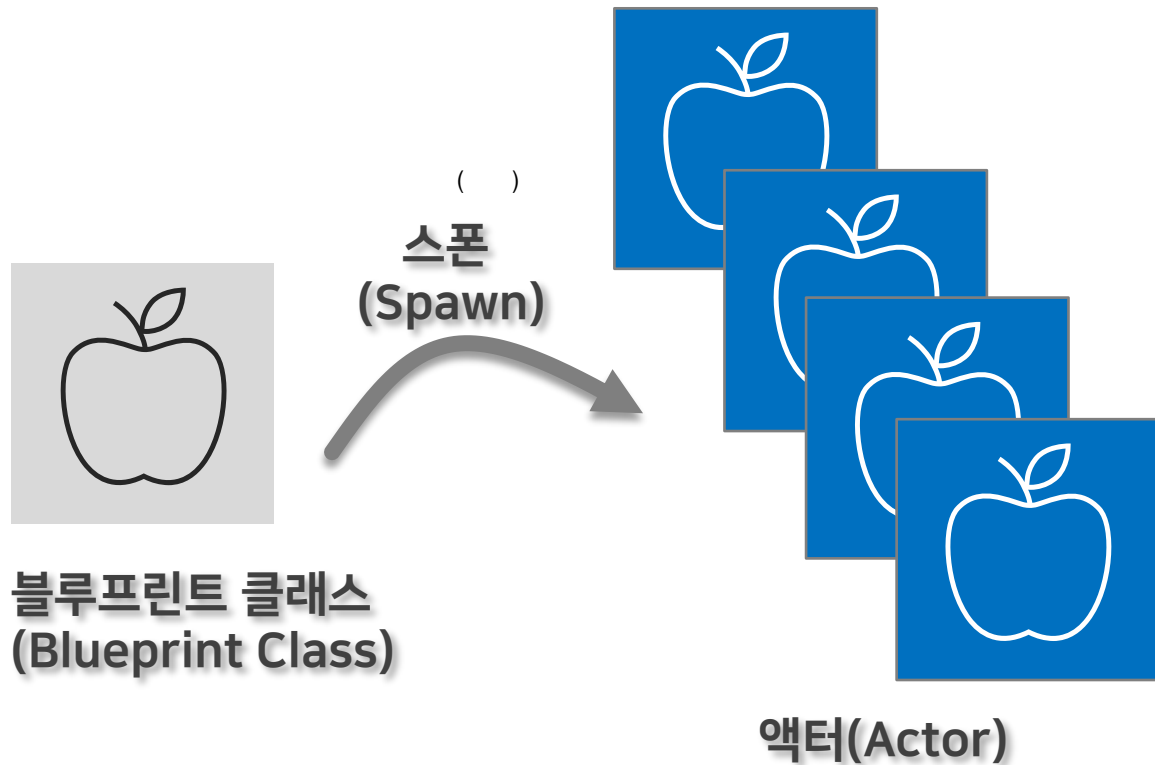 ( )
스폰
(Spawn)
블루프린트 클래스
(Blueprint Class)
액터(Actor)